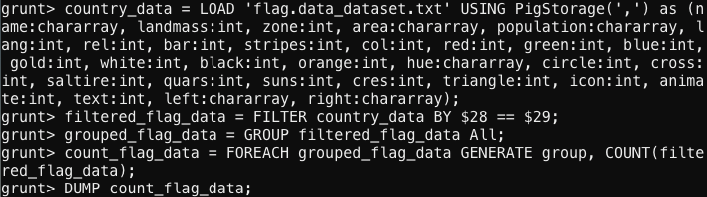 grunt> country_data = LOAD 'flag.data_dataset.txt' USING PigStorage(',') as (n
ame:chararray, landmass:int, zone:int, area:chararray, population:chararray, l
ang:int, rel:int, bar:int, stripes:int, col:int, red:int, green:int, blue:int,
 gold:int, white:int, black:int, orange:int, hue:chararray, circle:int, cross:
int, saltire:int, quars:int, suns:int, cres:int, triangle:int, icon:int, anima
te:int, text:int, left:chararray, right:chararray);
grunt> filtered_flag_data = FILTER country_data BY $28 == $29;
grunt> grouped_flag_data = GROUP filtered_flag_data All;
grunt> count_flag_data = FOREACH grouped_flag_data GENERATE group, COUNT(filte
red_flag_data);
grunt> DUMP count_flag_data;